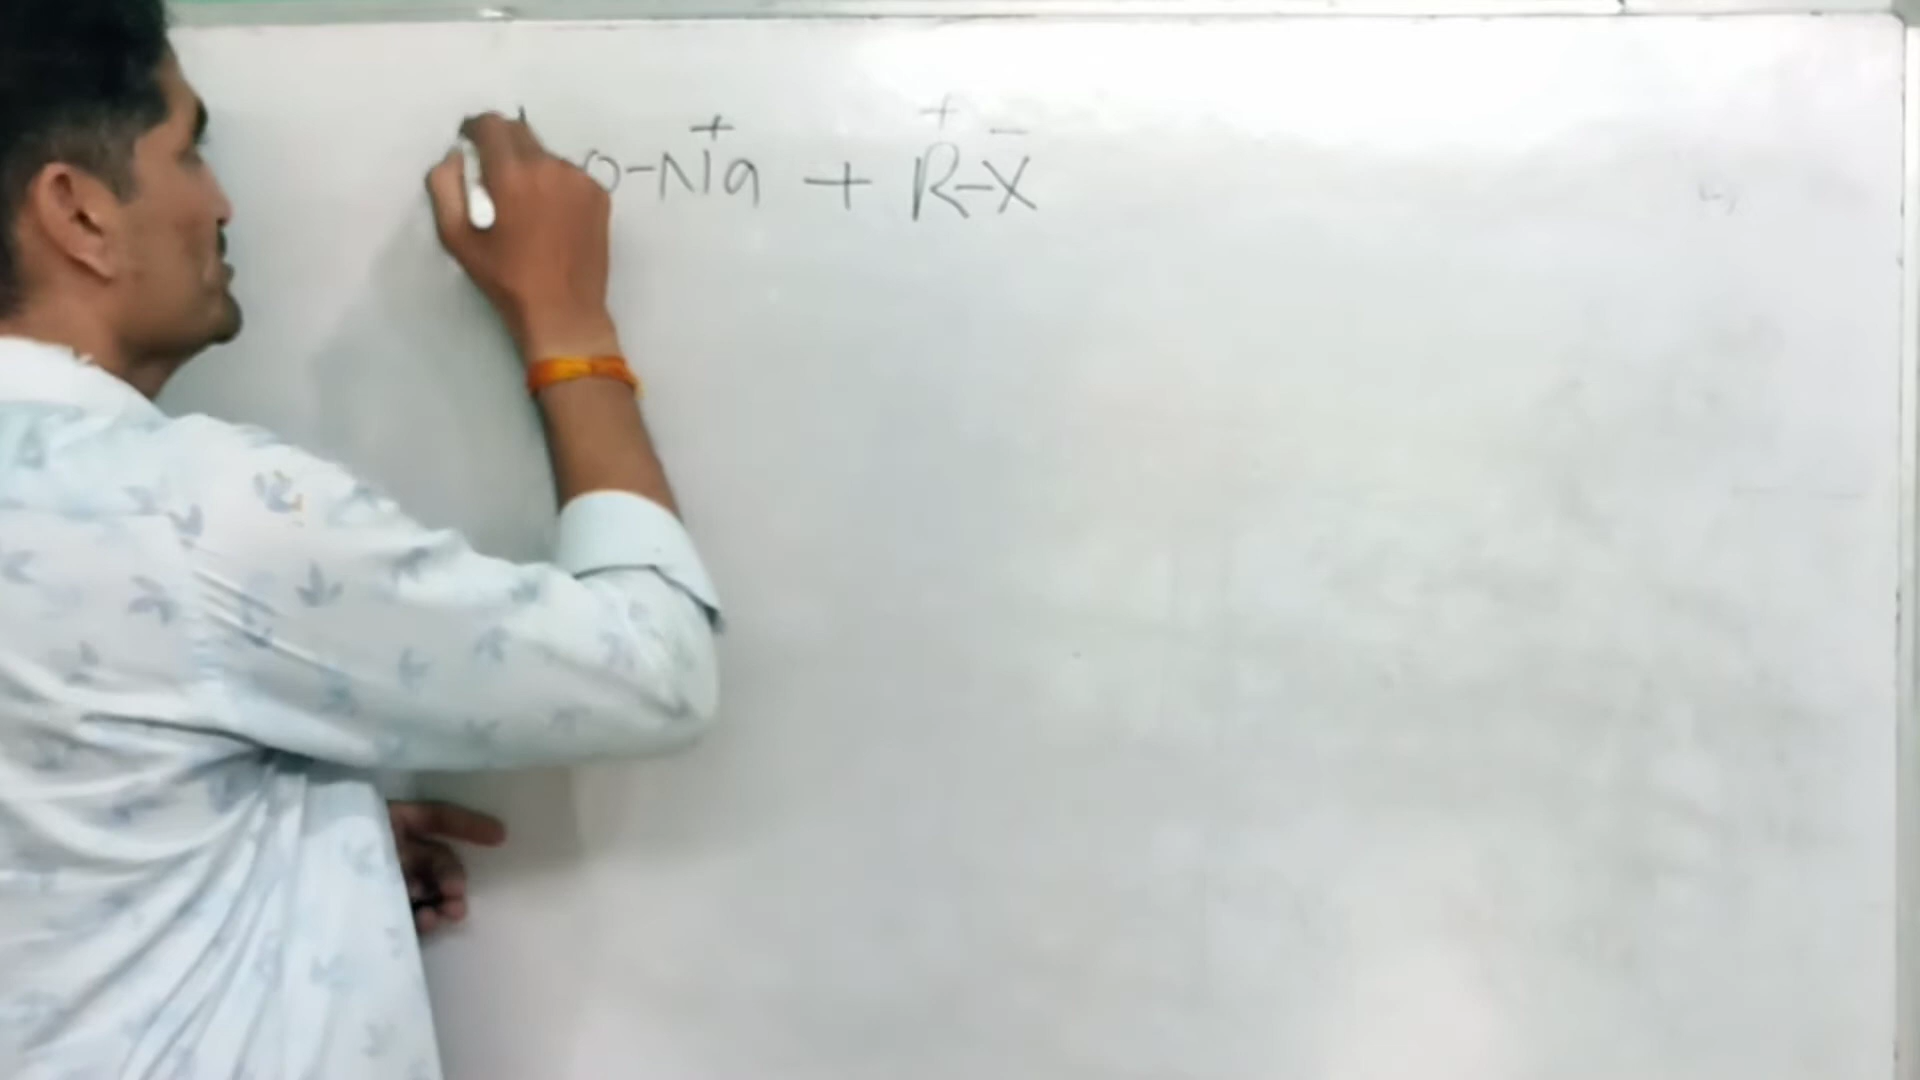 + + −
O-Na + R-X